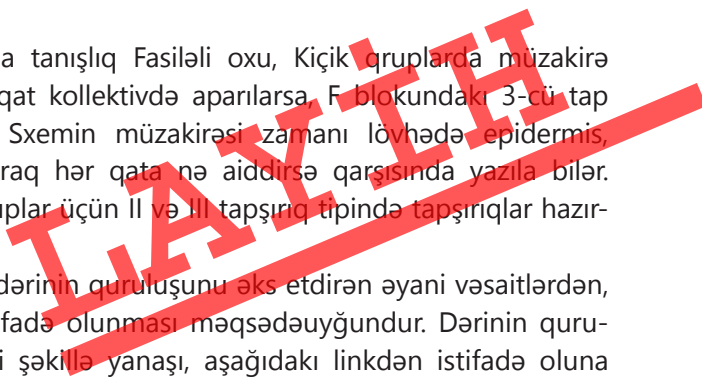 a tanışlıq Fasiləli oxu, Kiçik qruplarda müzakirə
qat kollektivdə aparılarsa, F blokundakı 3-cü tap
Sxemin müzakirəsi zamanı lövhədə epidermis,
raq hər qata nə aiddirsə qarşısında yazıla bilər.
uplar üçün II və III tapşırıq tipində tapşırıqlar hazır-
dərinin quruluşunu əks etdirən əyani vəsaitlərdən,
fadə olunması məqsədəuyğundur. Dərinin quru-
i şəkillə yanaşı, aşağıdakı linkdən istifadə oluna
LAYİH